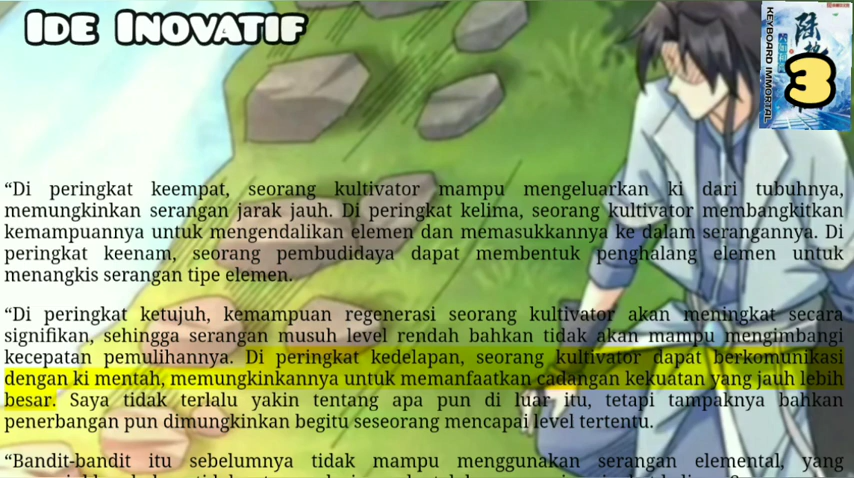 IDE INOVATIF
KEYBOARD IMMORTAL
3
“Di peringkat keempat, seorang kultivator mampu mengeluarkan ki dari tubuhnya,
memungkinkan serangan jarak jauh. Di peringkat kelima, seorang kultivator membangkitkan
kemampuannya untuk mengendalikan elemen dan memasukkannya ke dalam serangannya. Di
peringkat keenam, seorang pembudidaya dapat membentuk penghalang elemen untuk
menangkis serangan tipe elemen.
“Di peringkat ketujuh, kemampuan regenerasi seorang kultivator akan meningkat secara
signifikan, sehingga serangan musuh level rendah bahkan tidak akan mampu mengimbangi
kecepatan pemulihannya. Di peringkat kedelapan, seorang kultivator dapat berkomunikasi
dengan ki mentah, memungkinkannya untuk memanfaatkan cadangan kekuatan yang jauh lebih
besar. Saya tidak terlalu yakin tentang apa pun di luar itu, tetapi tampaknya bahkan
penerbangan pun dimungkinkan begitu seseorang mencapai level tertentu.
“Bandit-bandit itu sebelumnya tidak mampu menggunakan serangan elemental, yang